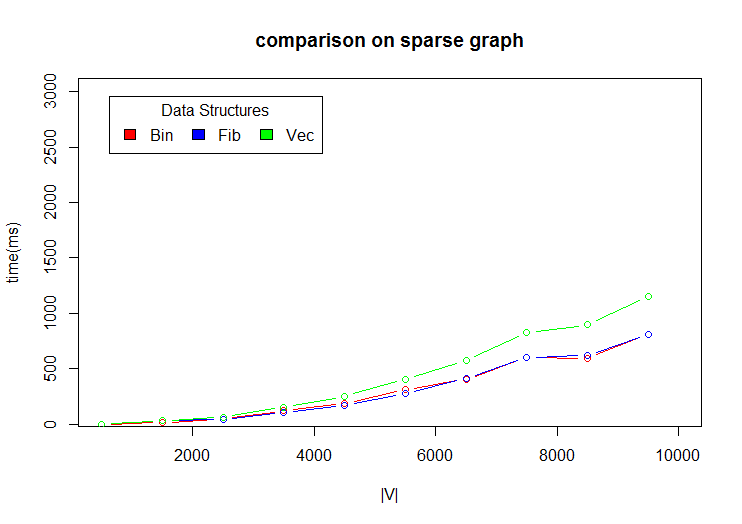 comparison on sparse graph
Data Structures
Bin Fib Vec
time(ms)
3000
2500
2000
1500
1000
500
0
2000 4000 6000 8000 10000
|V|